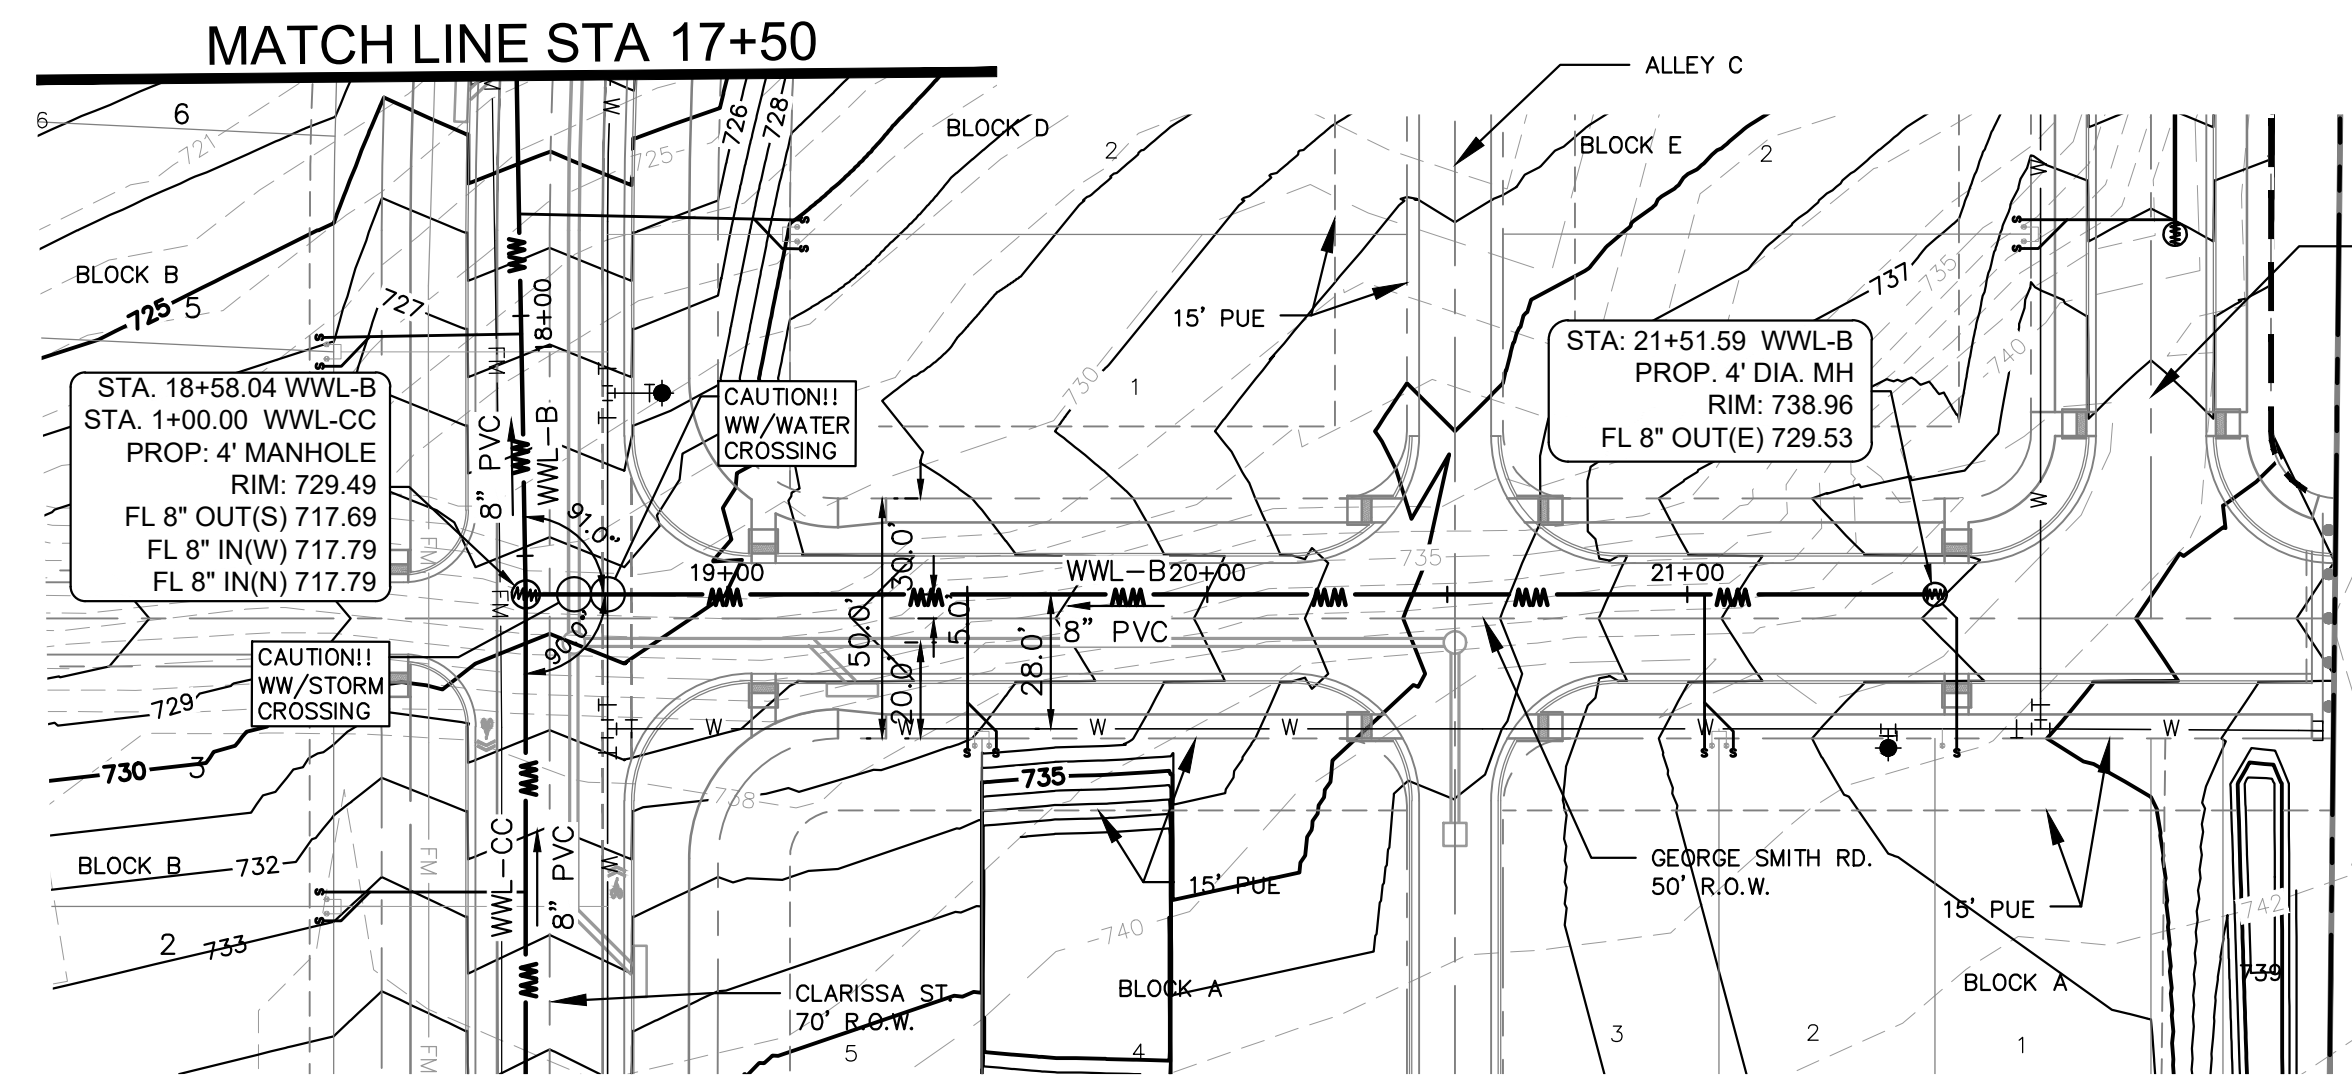 MATCH LINE STA 17+50
ALLEY C
6
6
721
725
726
728
BLOCK D
2
BLOCK E
2
W
W
FM
BLOCK B
5
725
727
18+00
15' PUE
737
735
740
730
1
STA. 18+58.04 WWL-B
STA. 1+00.00 WWL-CC
PROP: 4' MANHOLE
RIM: 729.49
FL 8" OUT(S) 717.69
FL 8" IN(W) 717.79
FL 8" IN(N) 717.79
8" PVC
WWL-B
CAUTION!!
WW/WATER
CROSSING
STA: 21+51.59 WWL-B
PROP. 4' DIA. MH
RIM: 738.96
FL 8" OUT(E) 729.53
91.0°
90.0°
FM
FM
W
19+00
WWL-B
20+00
735
21+00
50.0'
30.0'
5.0'
20.0'
28.0'
8" PVC
CAUTION!!
WW/STORM
CROSSING
729
730
3
W
W
W
W
W
W
W
735
738
WWL-CC
8" PVC
FM
BLOCK B
732
2
733
15' PUE
GEORGE SMITH RD.
50' R.O.W.
15' PUE
742
740
739
BLOCK A
BLOCK A
CLARISSA ST.
70' R.O.W.
5
4
3
2
1
FM
s
s
s
s
s
s
s
s
s
s
s
s
s